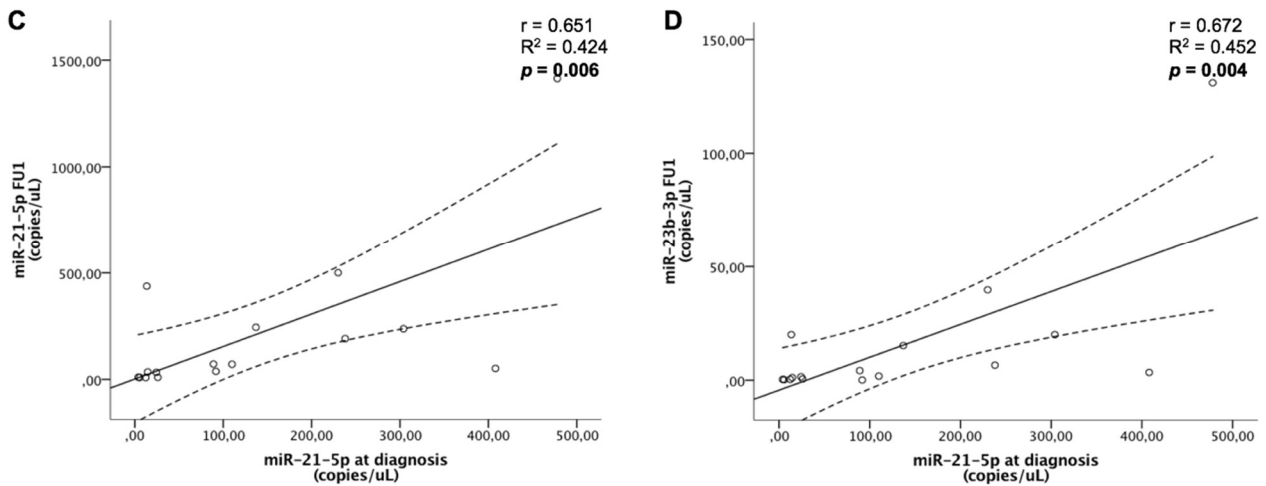 C
r = 0.651
R² = 0.424
p = 0.006
1500,00
1000,00
500,00
,00
miR-21-5p FU1
(copies/uL)
,00 100,00 200,00 300,00 400,00 500,00
miR-21-5p at diagnosis
(copies/uL)
D
r = 0.672
R² = 0.452
p = 0.004
150,00
100,00
50,00
,00
miR-23b-3p FU1
(copies/uL)
,00 100,00 200,00 300,00 400,00 500,00
miR-21-5p at diagnosis
(copies/uL)